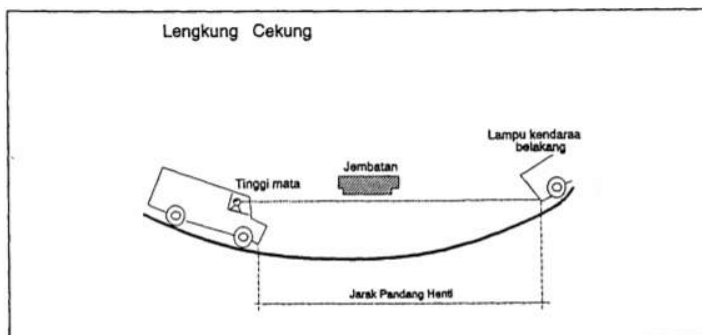 Lengkung Cekung
Lampu kendaraa
belakang
Jembatan
Tinggi mata
Jarak Pandang Henti